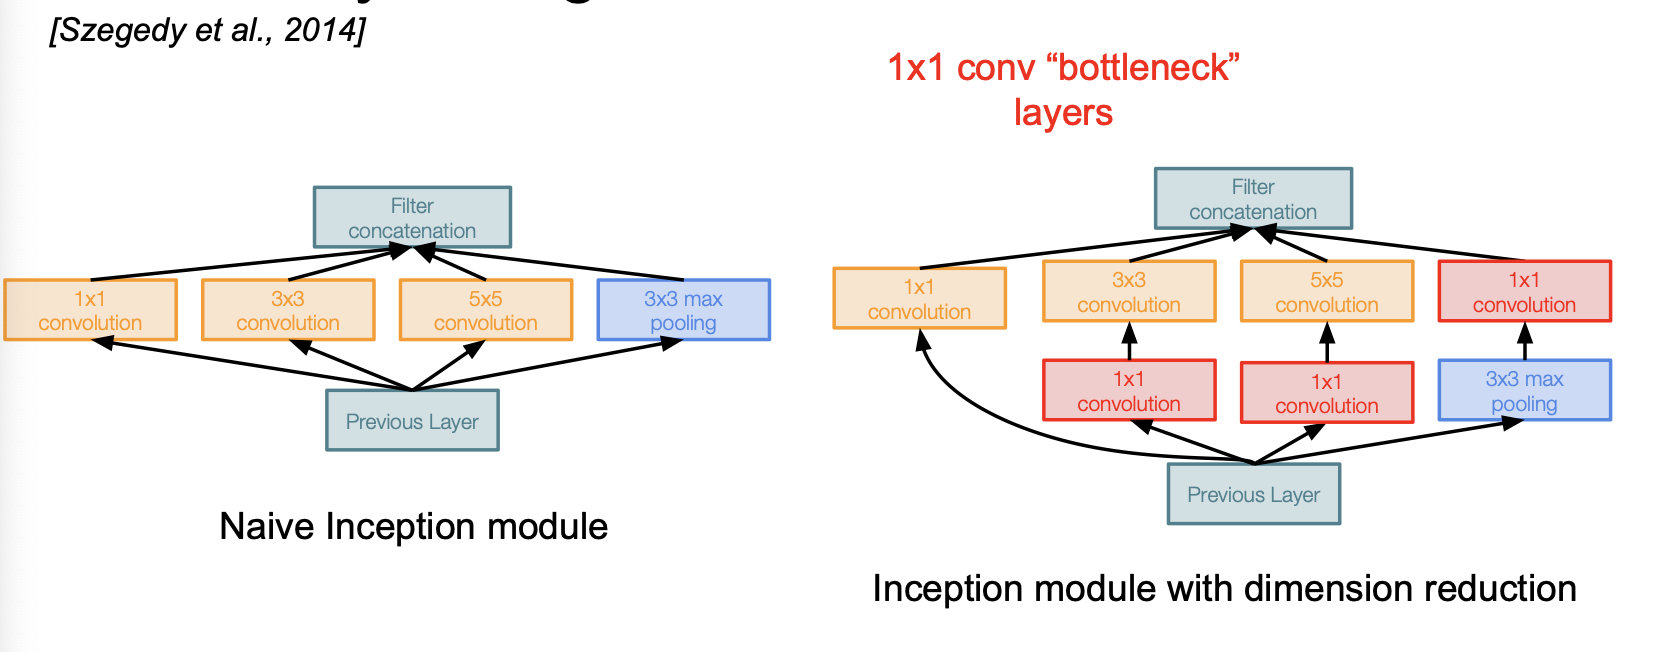 [Szegedy et al., 2014]
1x1 conv “bottleneck”
layers
Filter
concatenation
1x1
convolution
3x3
convolution
5x5
convolution
3x3 max
pooling
Previous Layer
Naive Inception module
Filter
concatenation
1x1
convolution
3x3
convolution
5x5
convolution
1x1
convolution
1x1
convolution
1x1
convolution
3x3 max
pooling
Previous Layer
Inception module with dimension reduction